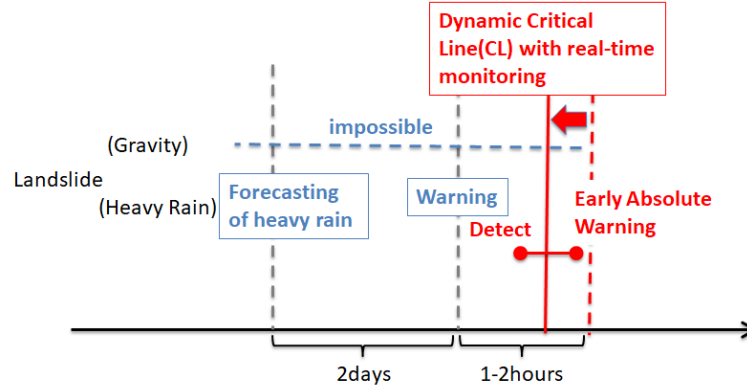 Dynamic Critical
Line(CL) with real-time
monitoring
impossible
(Gravity)
Landslide
(Heavy Rain)
Forecasting
of heavy rain
Warning
Early Absolute
Warning
Detect
2days
1-2hours